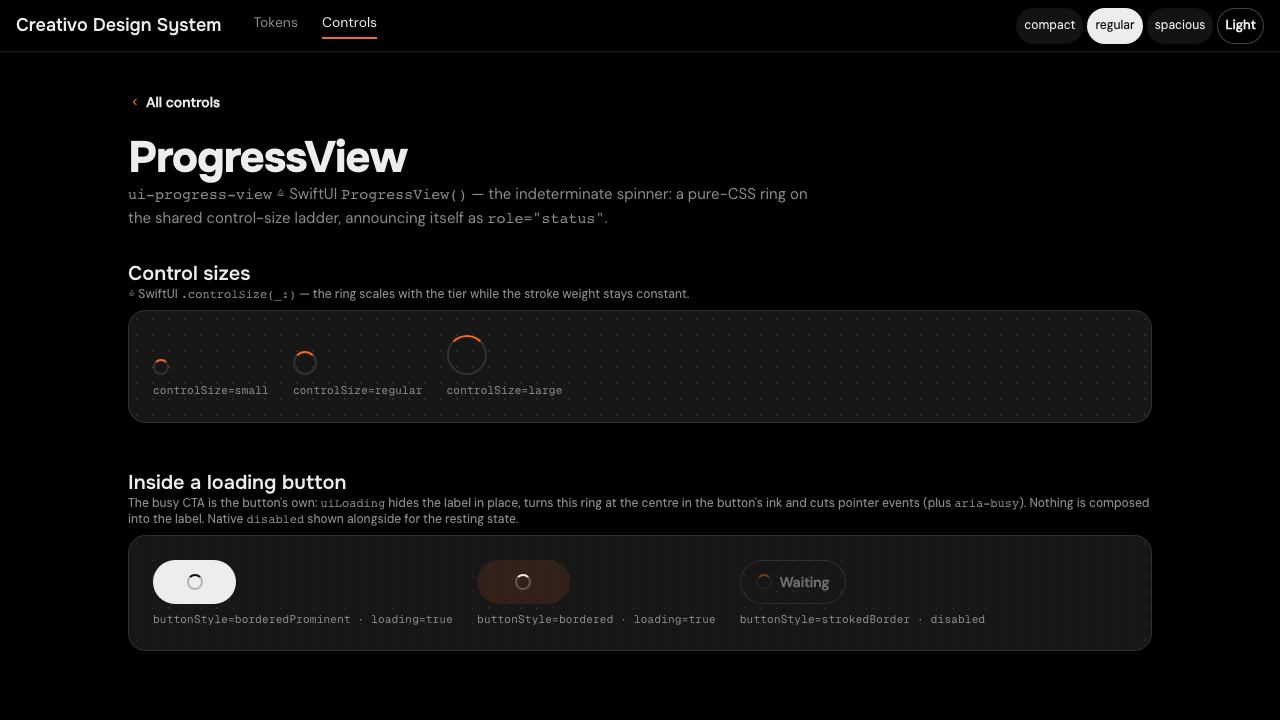 Creativo Design System
Tokens
Controls
compact
regular
spacious
Light
All controls
ProgressView
ui-progress-view ≙ SwiftUI ProgressView() — the indeterminate spinner: a pure-CSS ring on
the shared control-size ladder, announcing itself as role="status".
Control sizes
≙ SwiftUI .controlSize(_:) — the ring scales with the tier while the stroke weight stays constant.
controlSize=small
controlSize=regular
controlSize=large
Inside a loading button
The busy CTA is the button's own: uiLoading hides the label in place, turns this ring at the centre in the button's ink and cuts pointer events (plus aria-busy). Nothing is composed
into the label. Native disabled shown alongside for the resting state.
Waiting
buttonStyle=borderedProminent · loading=true
buttonStyle=bordered · loading=true
buttonStyle=strokedBorder · disabled